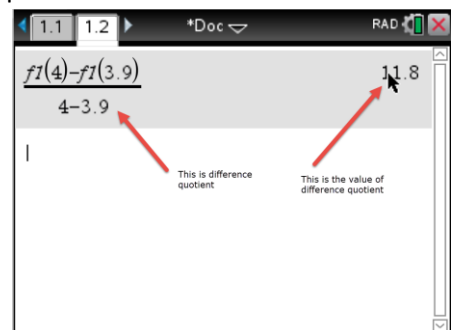 1.1 1.2 *Doc RAD
f1(4)−f1(3.9)
4−3.9
11.8
This is difference
quotient
This is the value of
difference quotient